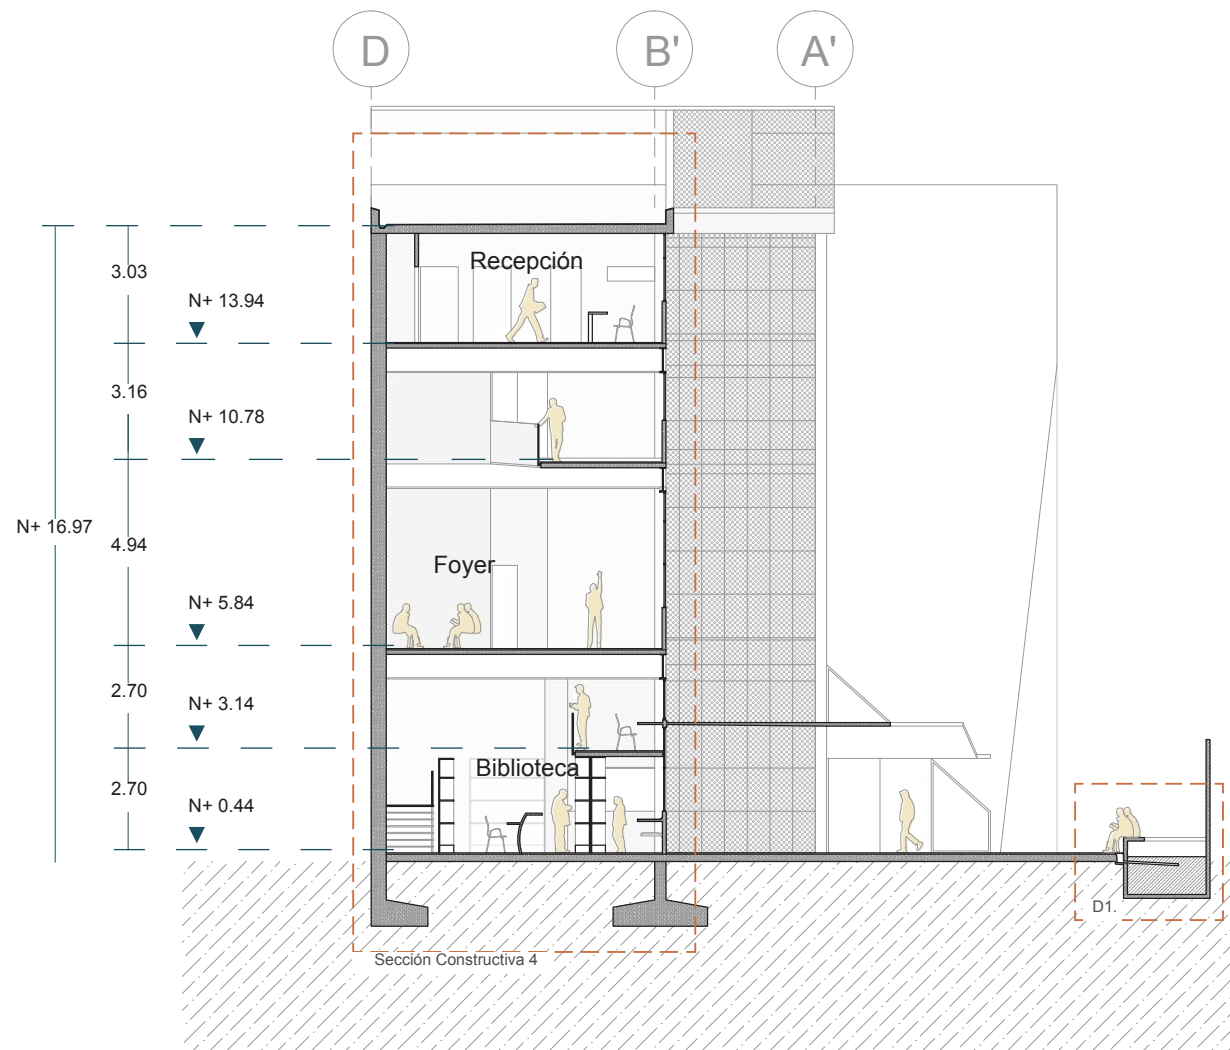 D
B'
A'
Recepción
3.03
N+ 13.94
3.16
N+ 10.78
N+ 16.97
4.94
Foyer
N+ 5.84
2.70
N+ 3.14
Biblioteca
2.70
N+ 0.44
D1.
Sección Constructiva 4